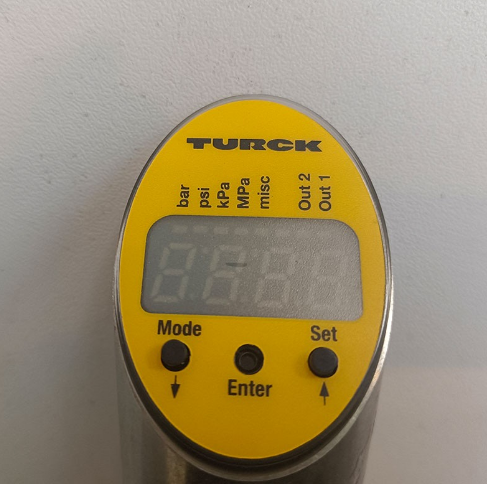 TURCK
bar
psi
kPa
MPa
misc
Out 2
Out 1
Mode
Set
Enter